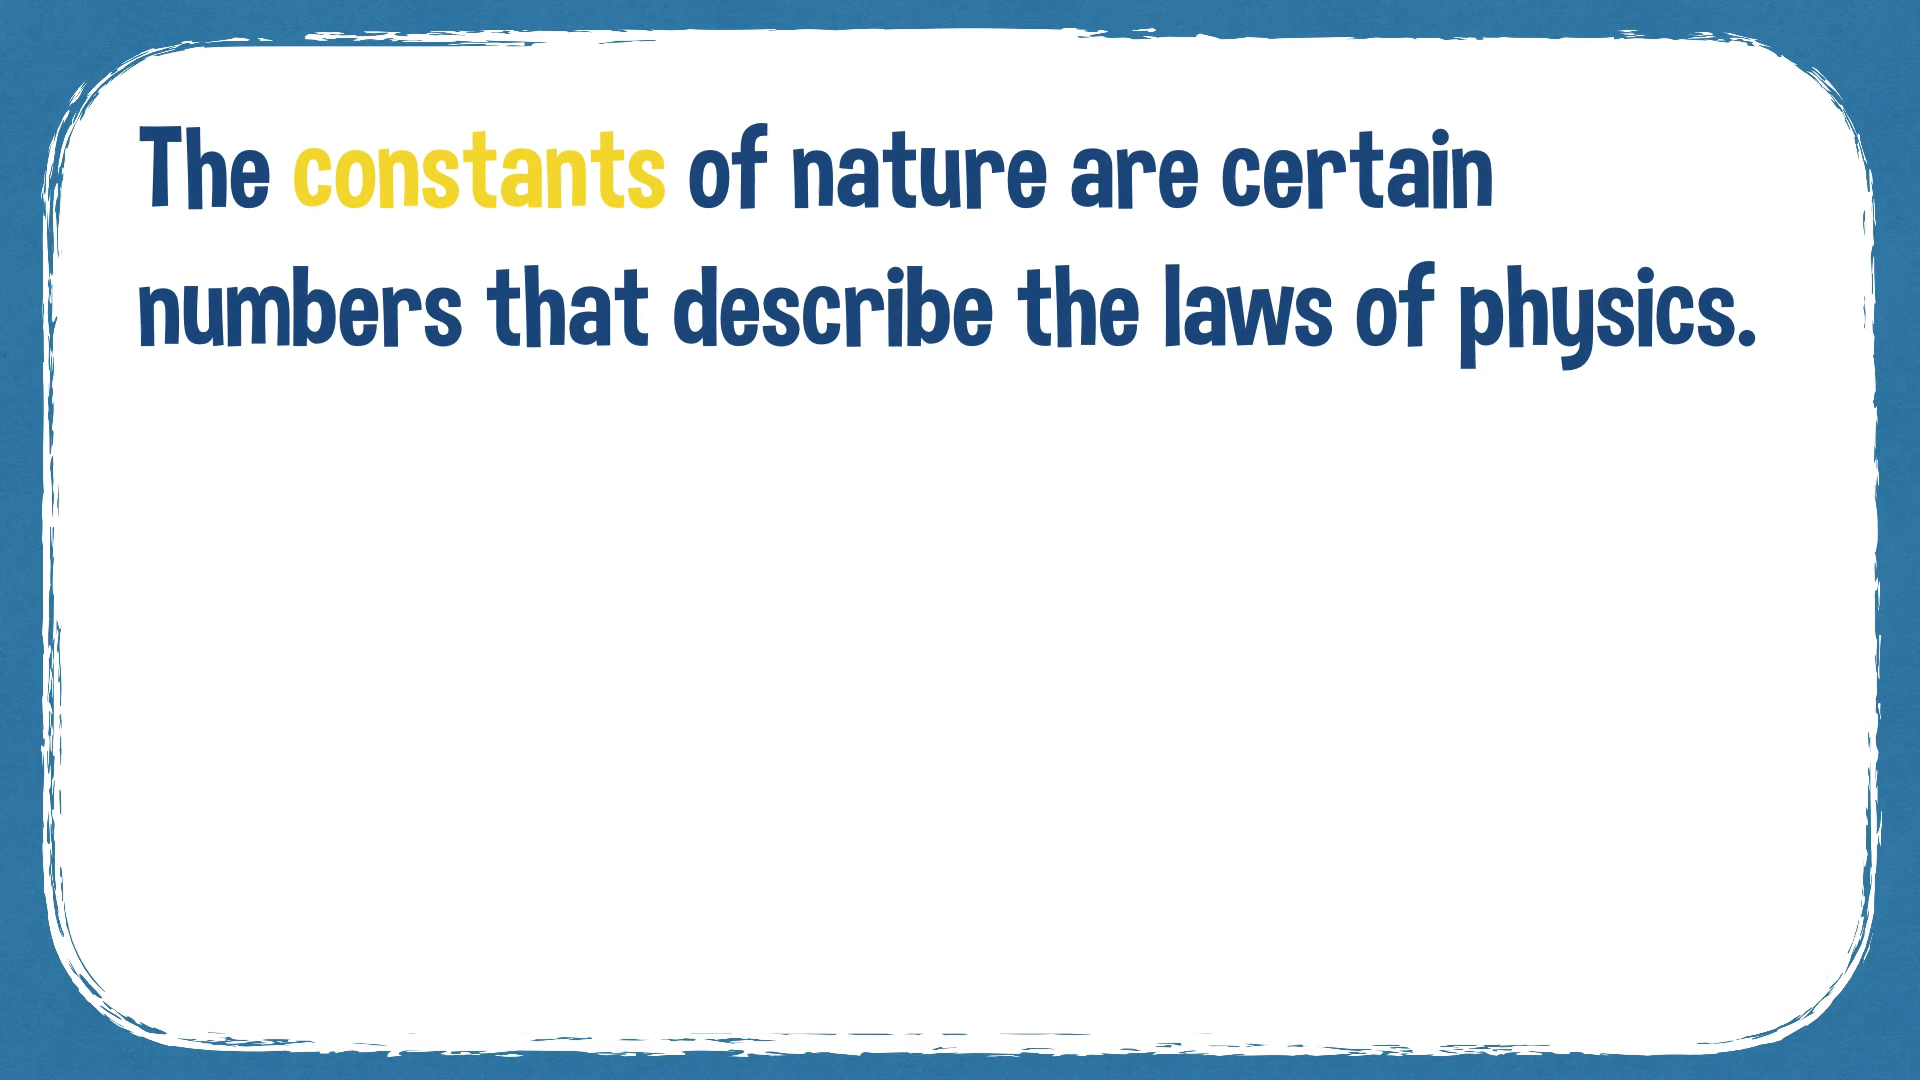 The constants of nature are certain
numbers that describe the laws of physics.